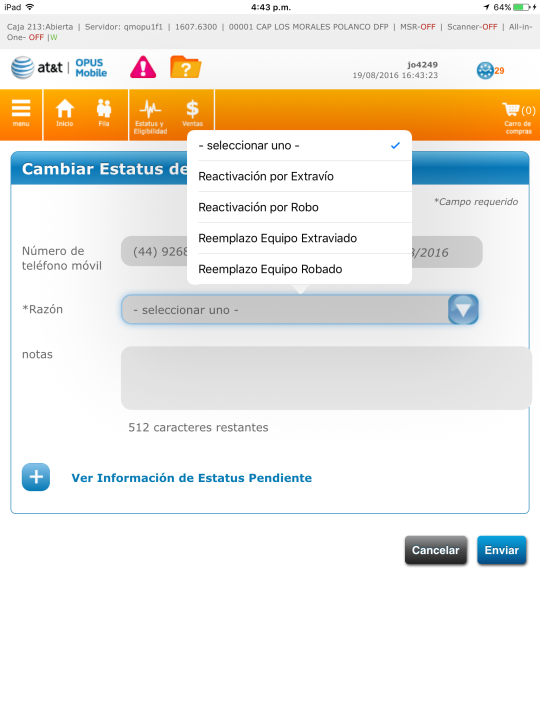 iPad 4:43 p.m. 64%
Caja 213:Abierta | Servidor: qmopu1f1 | 1607.6300 | 00001 CAP LOS MORALES POLANCO DFP | MSR-OFF | Scanner-OFF | All-in-
One- OFF |W
at&t | OPUS
Mobile
?
jo4249
19/08/2016 16:43:23
29
menu
Inicio
Fila
Estatus y
Eligibilidad
Ventas
(0)
Carro de
compras
Cambiar Estatus de
- seleccionar uno -
Reactivación por Extravío
Reactivación por Robo
Reemplazo Equipo Extraviado
Reemplazo Equipo Robado
*Campo requerido
Número de
teléfono móvil
(44) 9268
/2016
*Razón
- seleccionar uno -
notas
512 caracteres restantes
Ver Información de Estatus Pendiente
Cancelar
Enviar